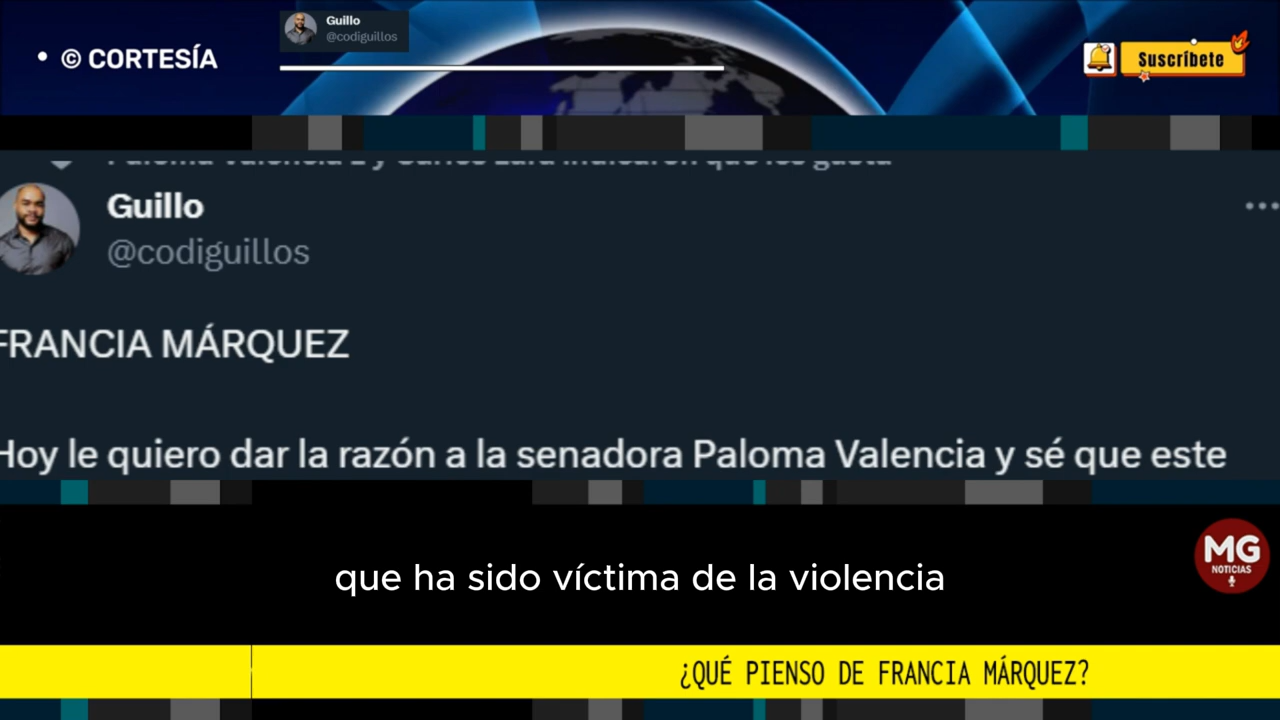 • © CORTESÍA
Guillo
@codiguillos
Suscríbete
Guillo
@codiguillos
FRANCIA MÁRQUEZ
Hoy le quiero dar la razón a la senadora Paloma Valencia y sé que este
que ha sido víctima de la violencia
MG
NOTICIAS
¿QUÉ PIENSO DE FRANCIA MÁRQUEZ?